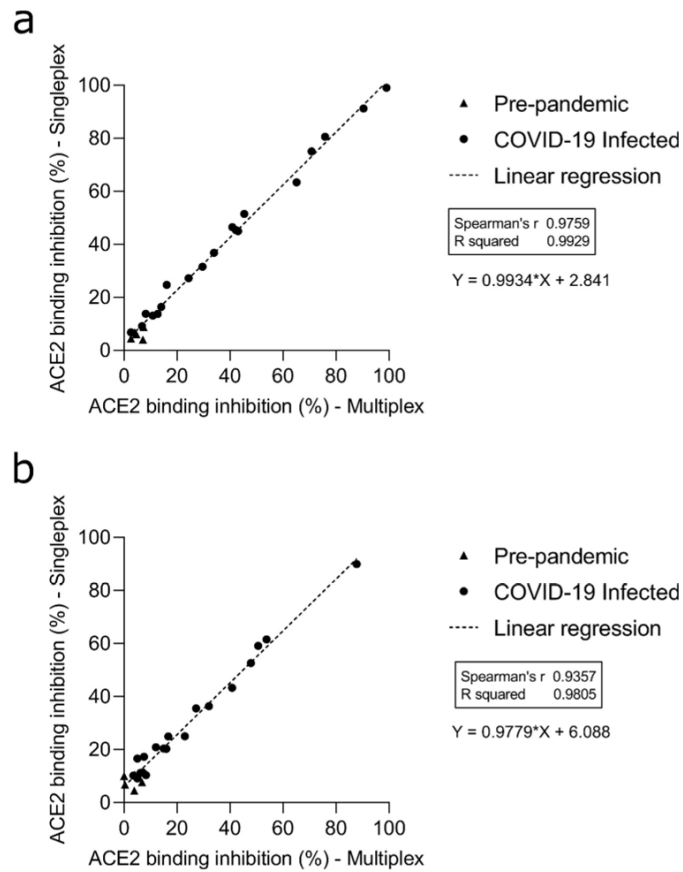 a
ACE2 binding inhibition (%) - Singleplex
100
80
60
40
20
0
0 20 40 60 80 100
ACE2 binding inhibition (%) - Multiplex
Pre-pandemic
COVID-19 Infected
Linear regression
Spearman's r 0.9759
R squared 0.9929
Y = 0.9934*X + 2.841
b
ACE2 binding inhibition (%) - Singleplex
100
80
60
40
20
0
0 20 40 60 80 100
ACE2 binding inhibition (%) - Multiplex
Pre-pandemic
COVID-19 Infected
Linear regression
Spearman's r 0.9357
R squared 0.9805
Y = 0.9779*X + 6.088